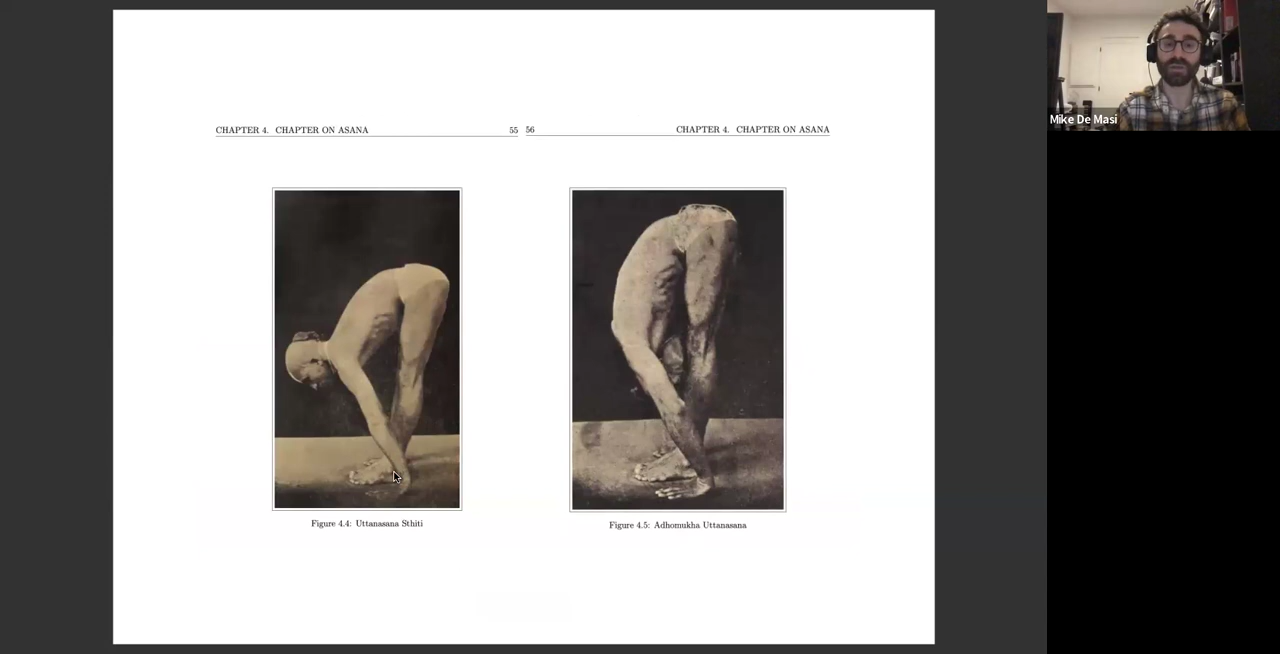 CHAPTER 4. CHAPTER ON ASANA 55
56 CHAPTER 4. CHAPTER ON ASANA
Figure 4.4: Uttanasana Sthiti
Figure 4.5: Adhomukha Uttanasana
Mike De Masi